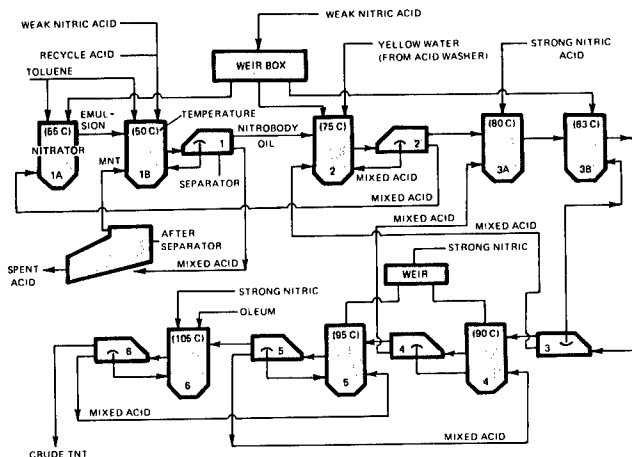 WEAK NITRIC ACID
WEAK NITRIC ACID
RECYCLE ACID
TOLUENE
WEIR BOX
YELLOW WATER
(FROM ACID WASHER)
STRONG NITRIC
ACID
EMUL-
SION
TEMPERATURE
(55 C)
NITRATOR
1A
(50 C)
1B
MNT
1
SEPARATOR
NITROBODY
OIL
(75 C)
2
2
MIXED ACID
(80 C)
3A
(83 C)
3B
AFTER
SEPARATOR
SPENT
ACID
MIXED ACID
MIXED ACID
MIXED
ACID
STRONG NITRIC
WEIR
STRONG NITRIC
OLEUM
6
(105 C)
6
5
(95 C)
5
4
(90 C)
4
3
MIXED ACID
MIXED ACID
CRUDE TNT